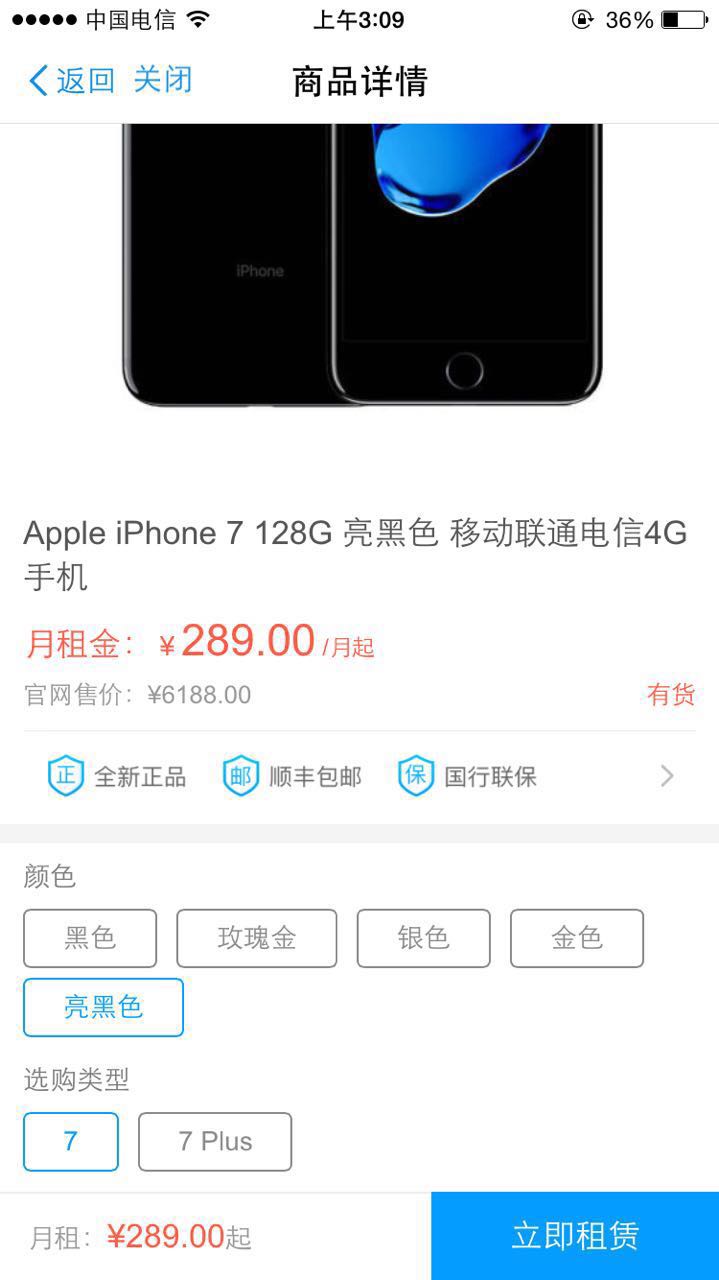 中国电信 上午3:09 36%
返回 关闭 商品详情
iPhone
Apple iPhone 7 128G 亮黑色 移动联通电信4G
手机
月租金: ¥289.00/月起
官网售价: ¥6188.00 有货
正 全新正品 邮 顺丰包邮 保 国行联保
颜色
黑色 玫瑰金 银色 金色
亮黑色
选购类型
7 7 Plus
月租: ¥289.00起 立即租赁